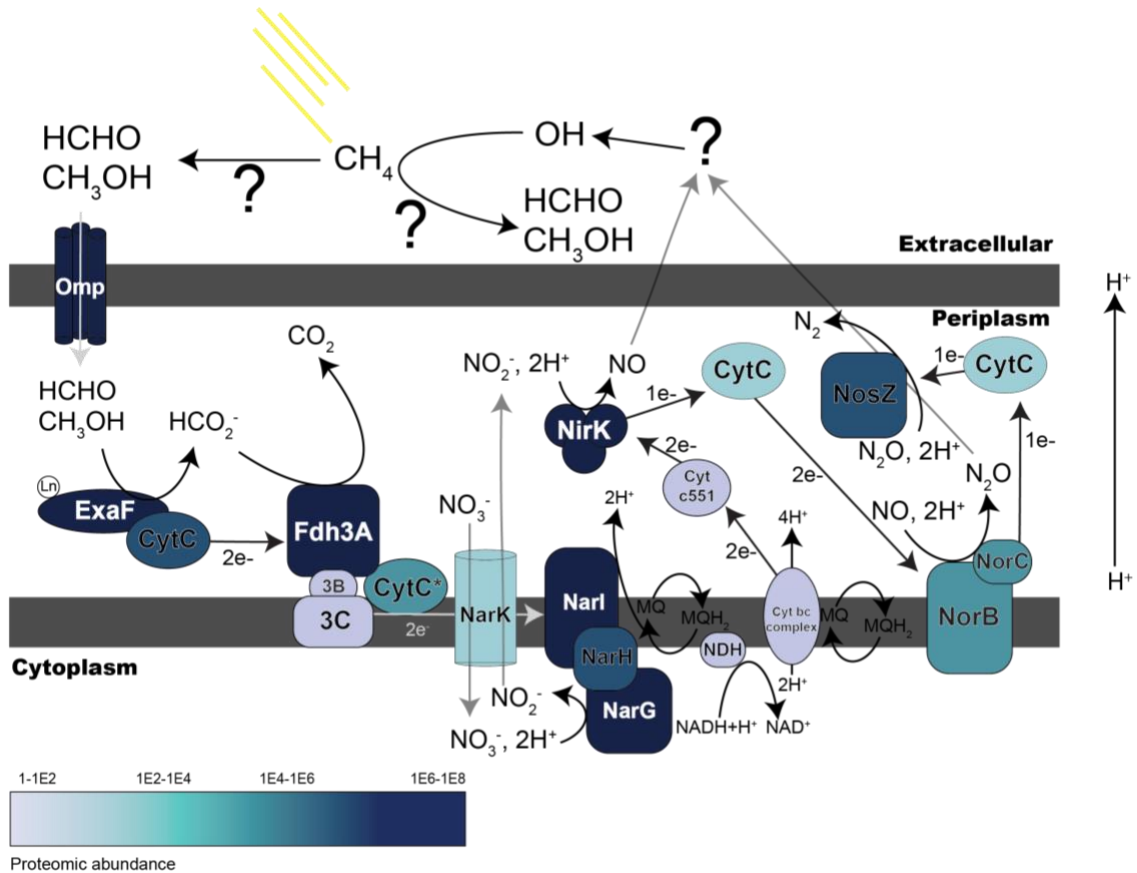 HCHO
CH3OH
?
CH4
?
OH
?
HCHO
CH3OH
Extracellular
Omp
H+
Periplasm
CO2
N2
NO2-, 2H+
NO
1e-
CytC
1e-
CytC
NosZ
HCHO
CH3OH
HCO2-
NirK
2e-
N2O, 2H+
1e-
Ln
ExaF
CytC
2e-
Fdh3A
NO3-
2H+
Cyt
c551
2e-
N2O
NO, 2H+
2e-
4H+
NorC
3B
CytC*
3C
2e-
NarK
NarI
MQ
MQH2
Cyt bc
complex
MQ
MQH2
NorB
H+
Cytoplasm
NarH
NDH
2H+
NO2-
NarG
NO3-, 2H+
NADH+H+
NAD+
1-1E2
1E2-1E4
1E4-1E6
1E6-1E8
Proteomic abundance